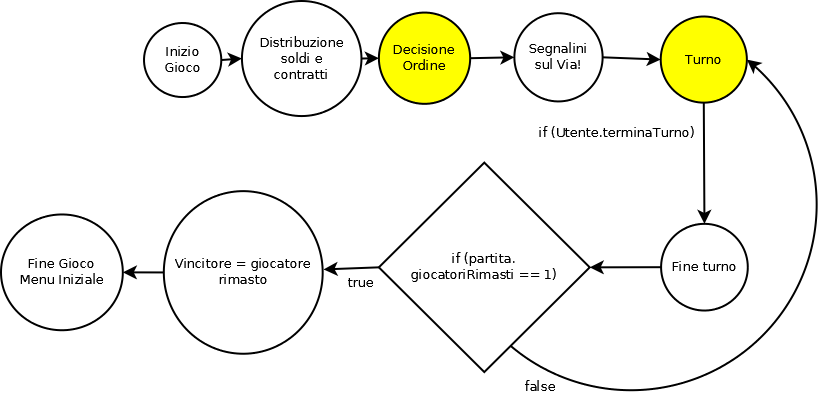 Inizio
Gioco
Distribuzione
soldi e
contratti
Decisione
Ordine
Segnalini
sul Via!
Turno
if (Utente.terminaTurno)
Fine turno
if (partita.
giocatoriRimasti == 1)
true
false
Vincitore = giocatore
rimasto
Fine Gioco
Menu Iniziale